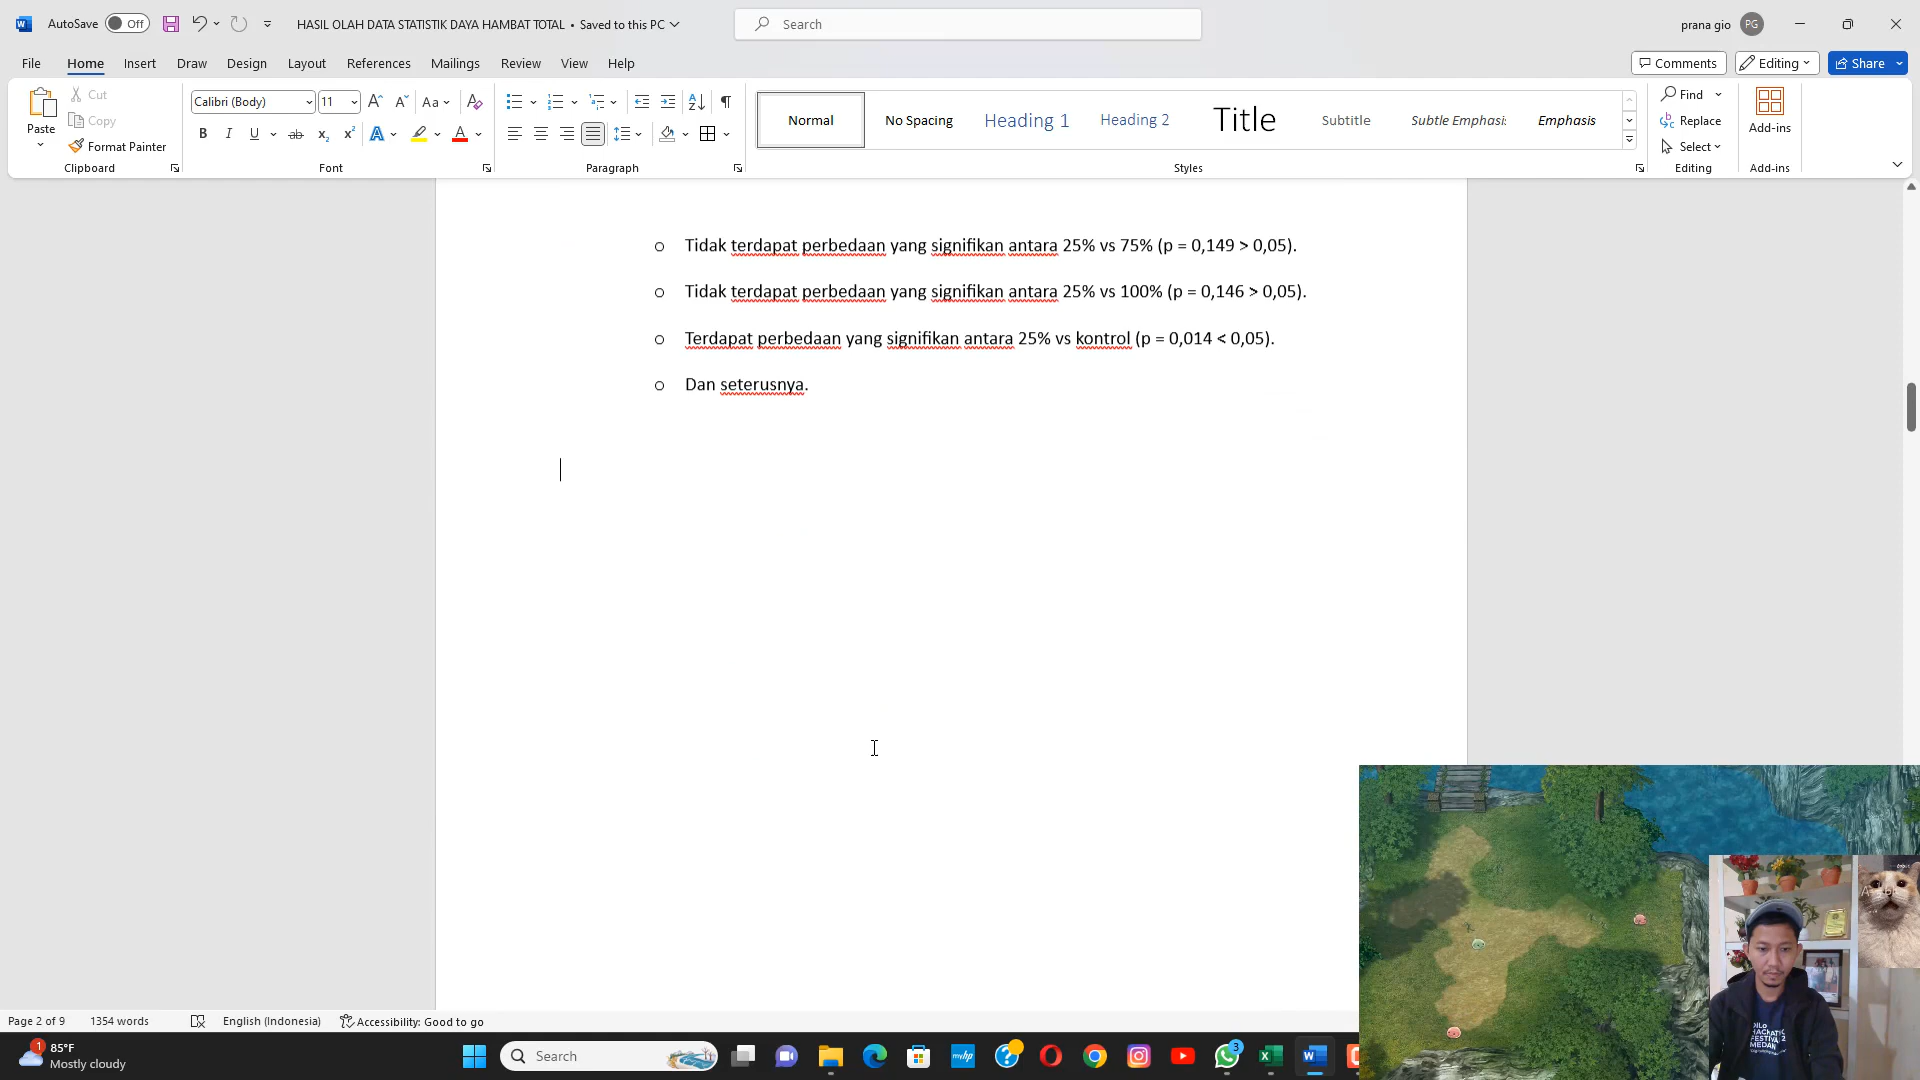 AutoSave Off HASIL OLAH DATA STATISTIK DAYA HAMBAT TOTAL • Saved to this PC Search prana gio PG
File Home Insert Draw Design Layout References Mailings Review View Help Comments Editing Share
Paste Cut Copy Format Painter Clipboard
Calibri (Body) 11 Font
Paragraph
Normal No Spacing Heading 1 Heading 2 Title Subtitle Subtle Emphasi Emphasis Styles
Find Replace Select Editing
Add-ins Add-ins
o Tidak terdapat perbedaan yang signifikan antara 25% vs 75% (p = 0,149 > 0,05).
o Tidak terdapat perbedaan yang signifikan antara 25% vs 100% (p = 0,146 > 0,05).
o Terdapat perbedaan yang signifikan antara 25% vs kontrol (p = 0,014 < 0,05).
o Dan seterusnya.
Page 2 of 9 1354 words English (Indonesia) Accessibility: Good to go
1 85°F
Mostly cloudy
Search
3
FESTIVAL 2
MEDAN